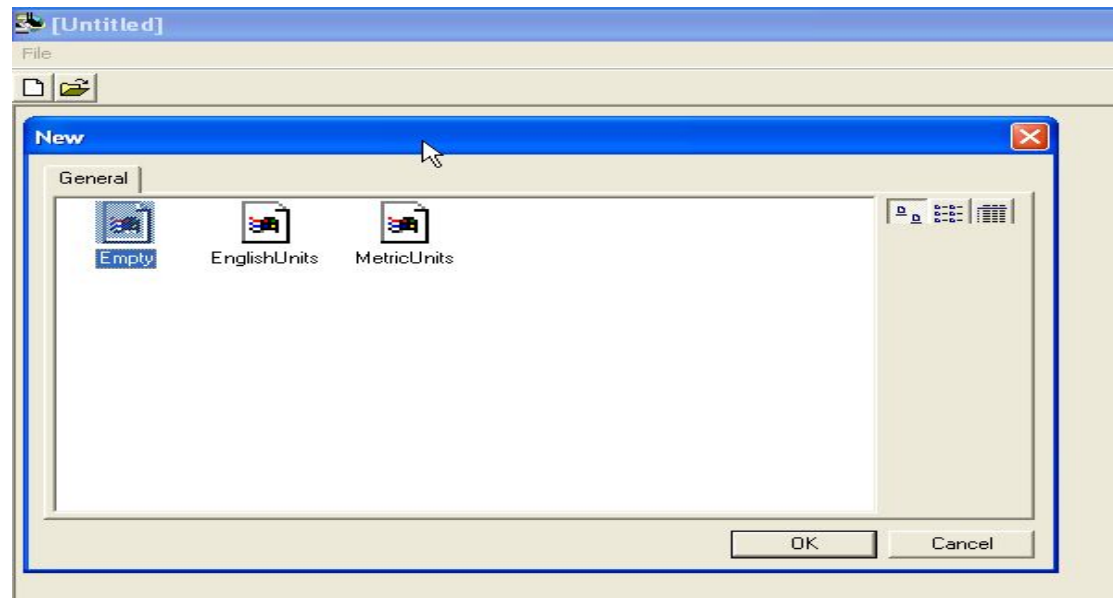 [Untitled]
File
New
General
Empty EnglishUnits MetricUnits
OK Cancel